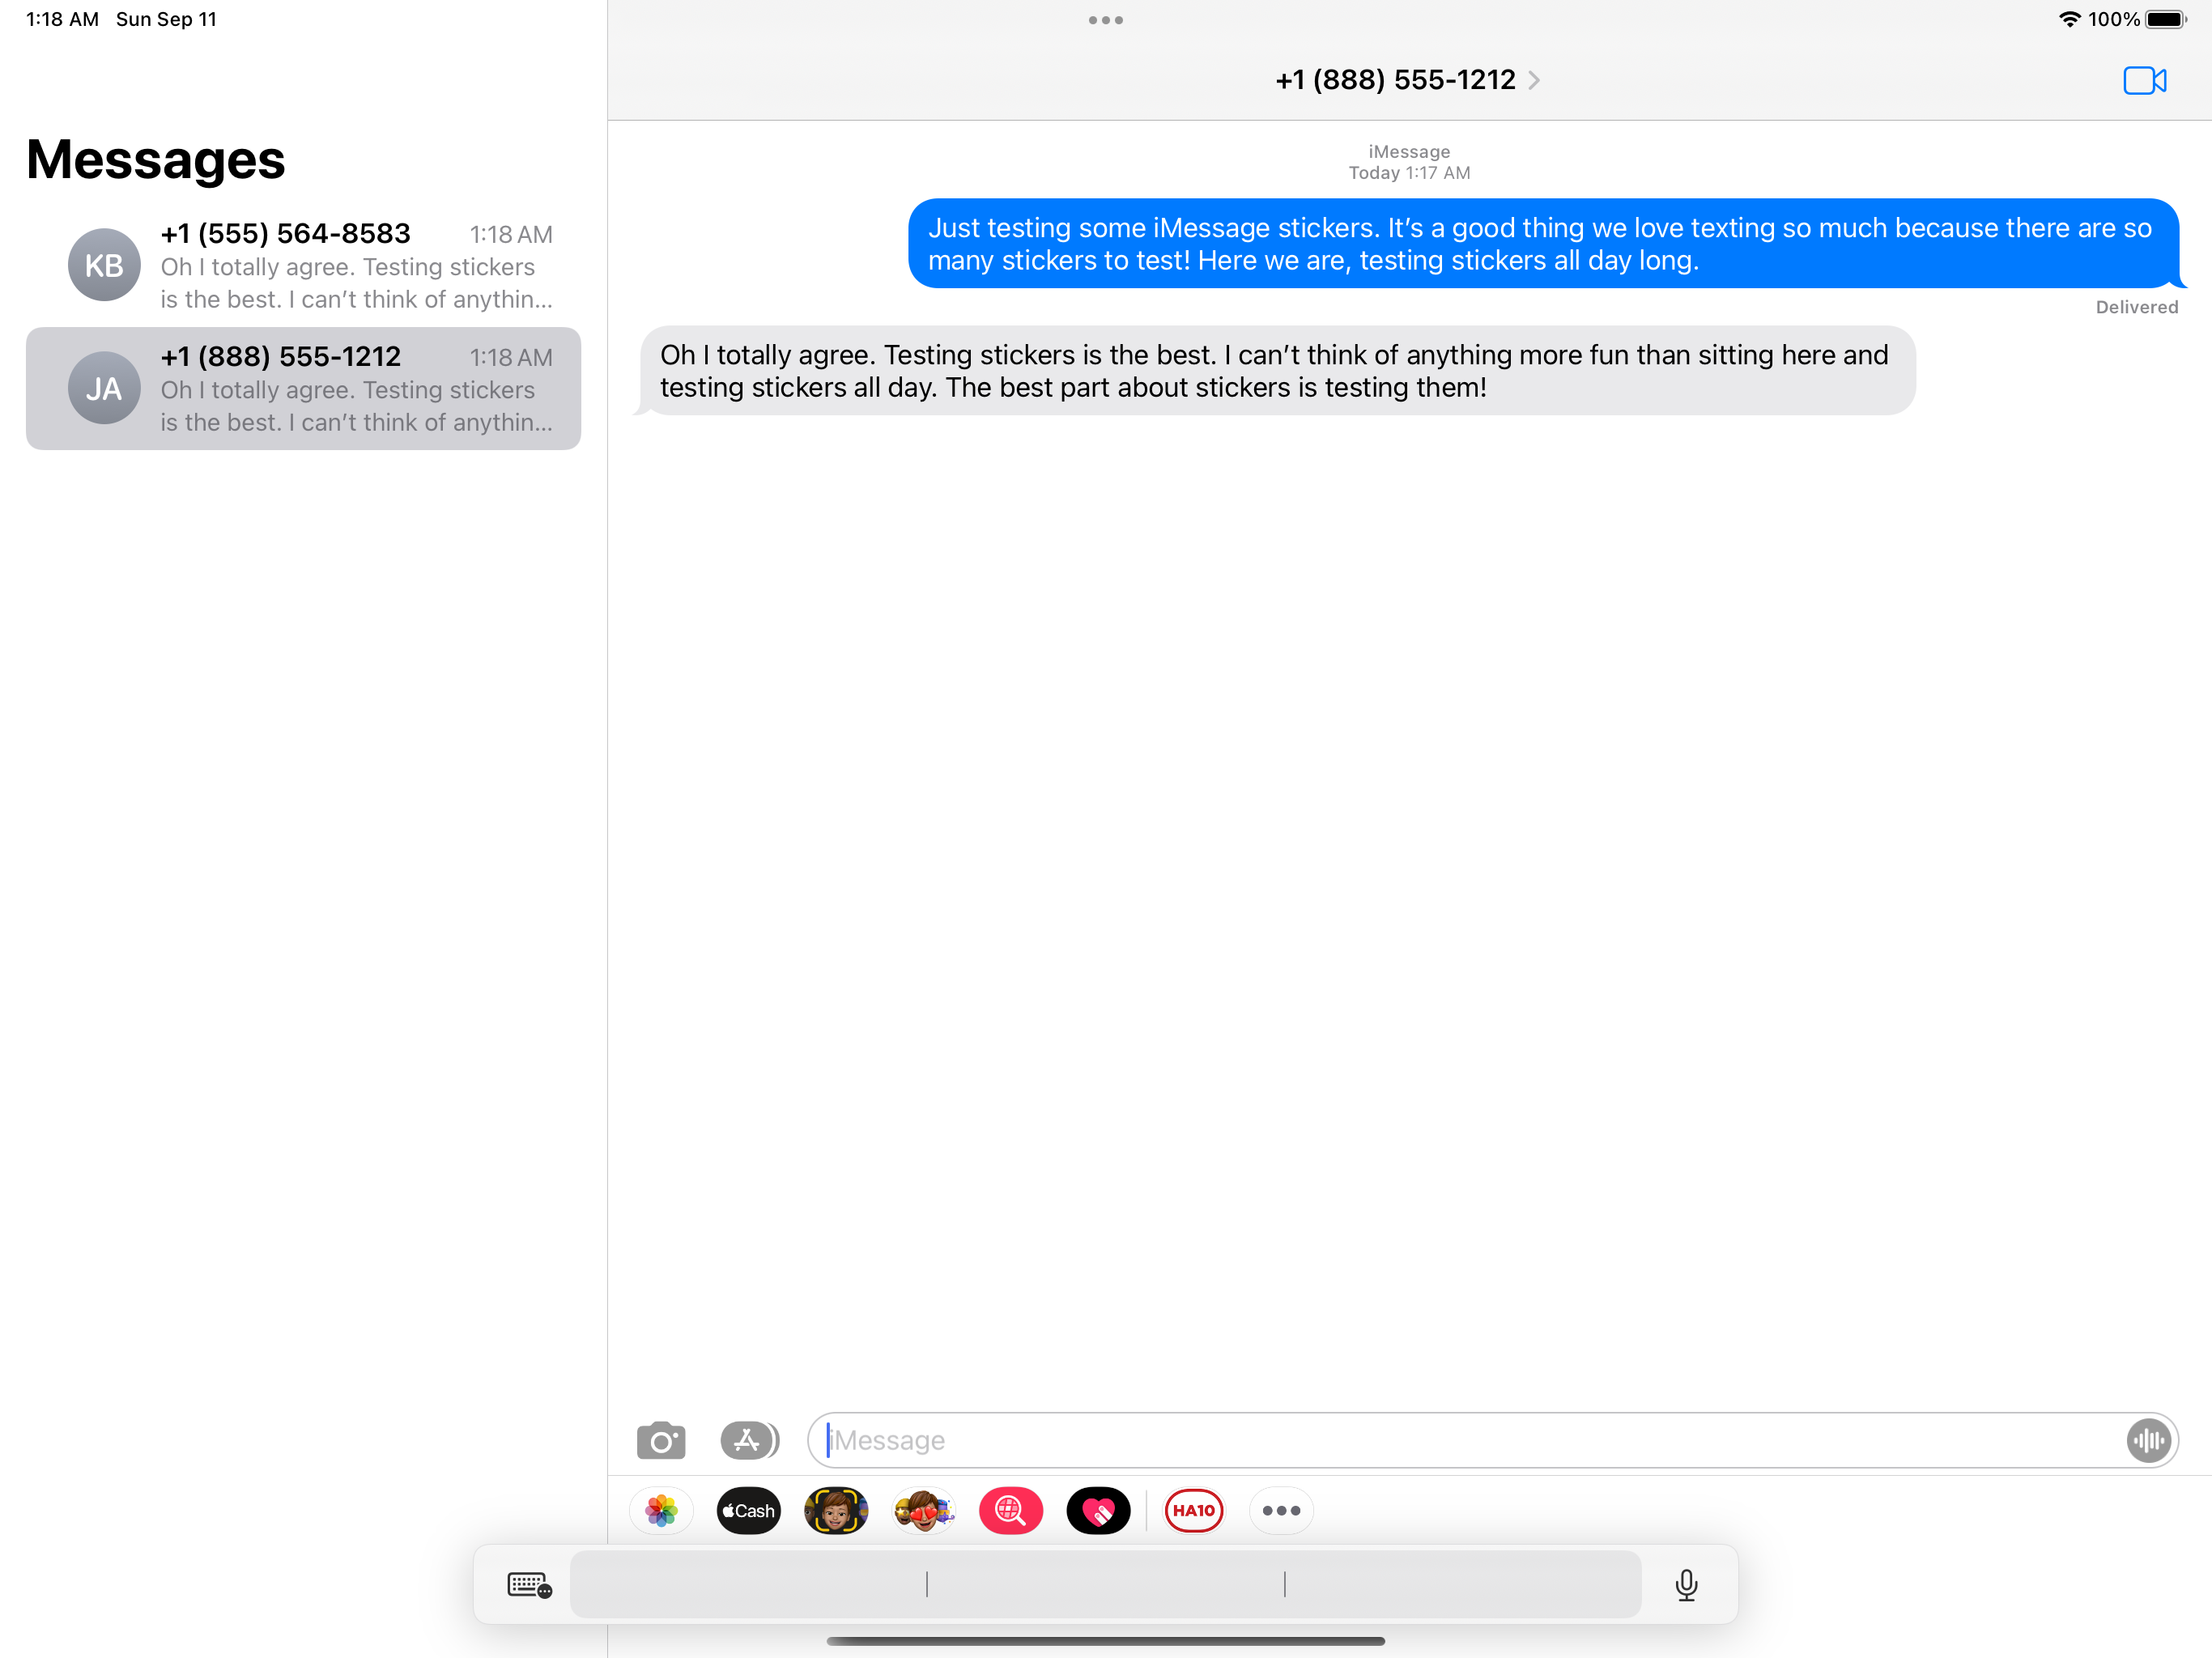 1:18 AM Sun Sep 11
100%
Messages
+1 (555) 564-8583 1:18 AM
KB
Oh I totally agree. Testing stickers
is the best. I can’t think of anythin...
+1 (888) 555-1212 1:18 AM
JA
Oh I totally agree. Testing stickers
is the best. I can’t think of anythin...
+1 (888) 555-1212
iMessage
Today 1:17 AM
Just testing some iMessage stickers. It’s a good thing we love texting so much because there are so
many stickers to test! Here we are, testing stickers all day long.
Delivered
Oh I totally agree. Testing stickers is the best. I can’t think of anything more fun than sitting here and
testing stickers all day. The best part about stickers is testing them!
iMessage
Cash
HA10